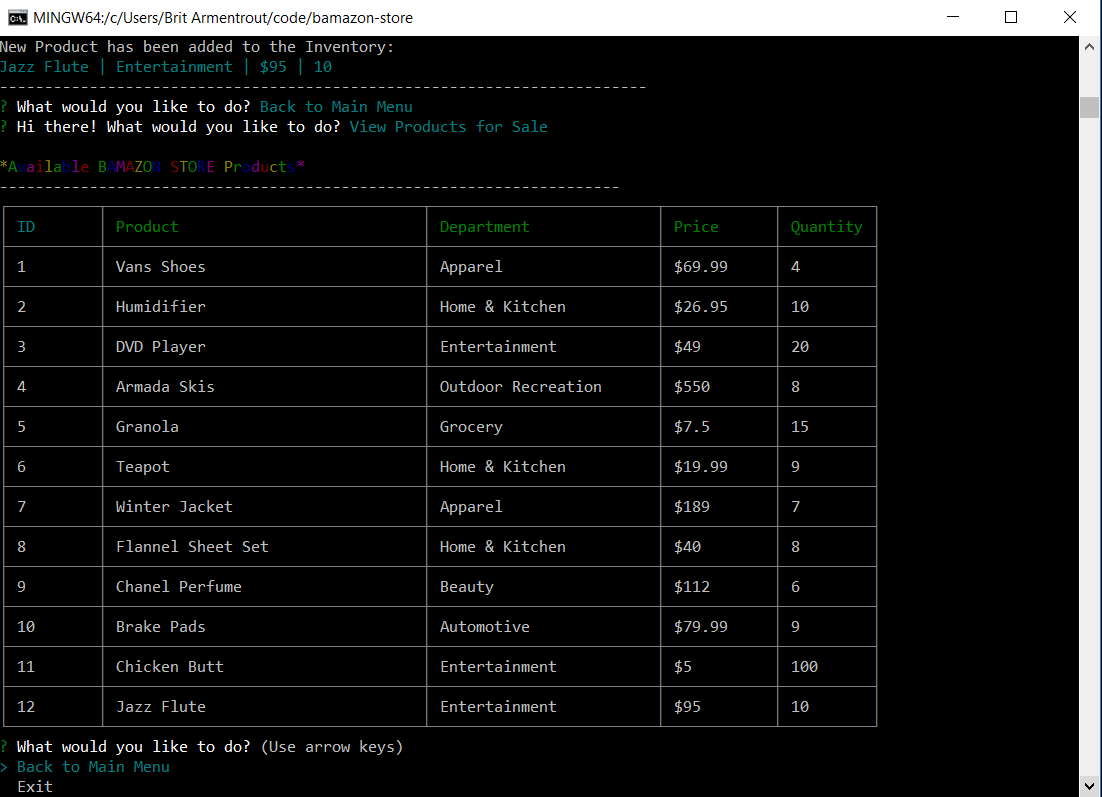 MINGW64:/c/Users/Brit Armentrout/code/bamazon-store
New Product has been added to the Inventory:
Jazz Flute | Entertainment | $95 | 10
------------------------------------------------------------------------
? What would you like to do? Back to Main Menu
? Hi there! What would you like to do? View Products for Sale
*Available BAMAZON STORE Products*
---------------------------------------------------------------------
ID Product Department Price Quantity
1 Vans Shoes Apparel $69.99 4
2 Humidifier Home & Kitchen $26.95 10
3 DVD Player Entertainment $49 20
4 Armada Skis Outdoor Recreation $550 8
5 Granola Grocery $7.5 15
6 Teapot Home & Kitchen $19.99 9
7 Winter Jacket Apparel $189 7
8 Flannel Sheet Set Home & Kitchen $40 8
9 Chanel Perfume Beauty $112 6
10 Brake Pads Automotive $79.99 9
11 Chicken Butt Entertainment $5 100
12 Jazz Flute Entertainment $95 10
? What would you like to do? (Use arrow keys)
> Back to Main Menu
Exit